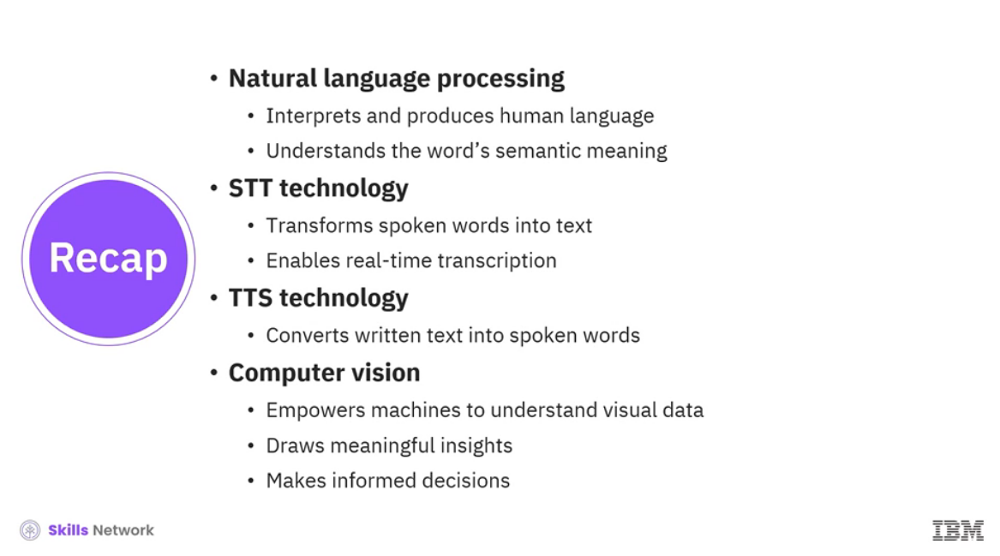 Recap
• Natural language processing
• Interprets and produces human language
• Understands the word’s semantic meaning
• STT technology
• Transforms spoken words into text
• Enables real-time transcription
• TTS technology
• Converts written text into spoken words
• Computer vision
• Empowers machines to understand visual data
• Draws meaningful insights
• Makes informed decisions
Skills Network
IBM